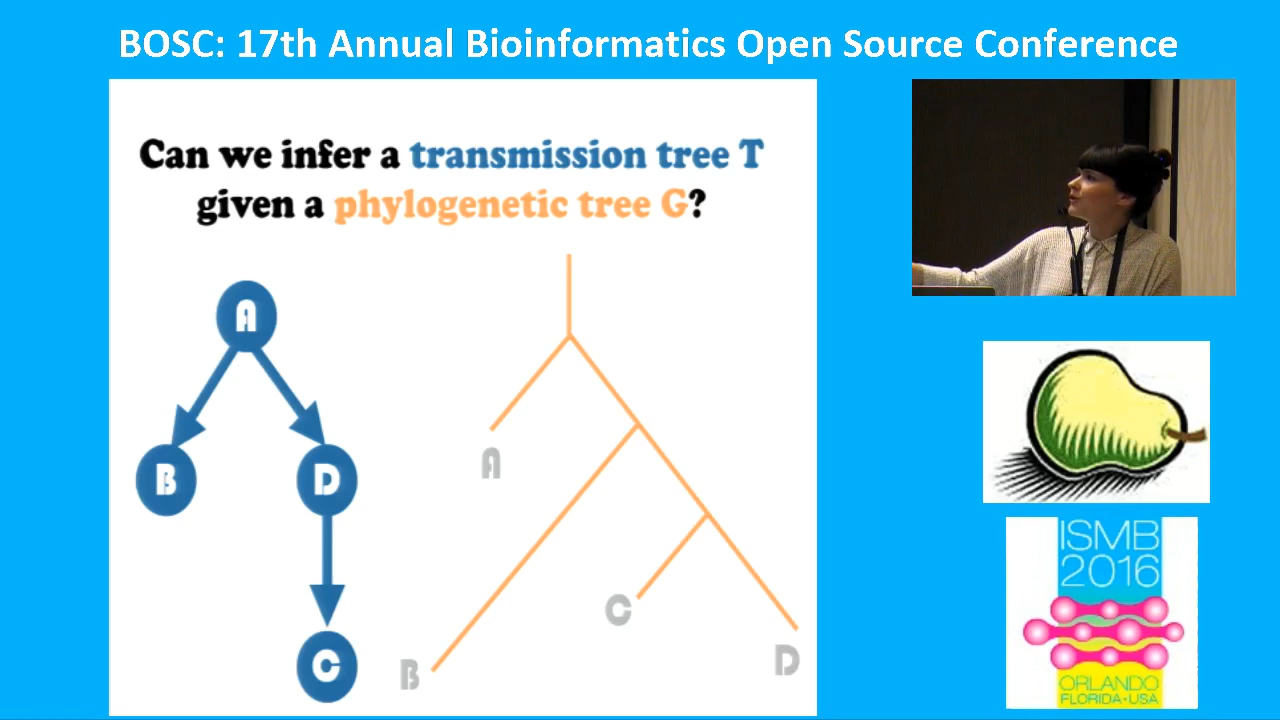 BOSC: 17th Annual Bioinformatics Open Source Conference
Can we infer a transmission tree T
given a phylogenetic tree G?
A
B
D
C
A
C
B
D
ISMB
2016
ORLANDO
FLORIDA•USA